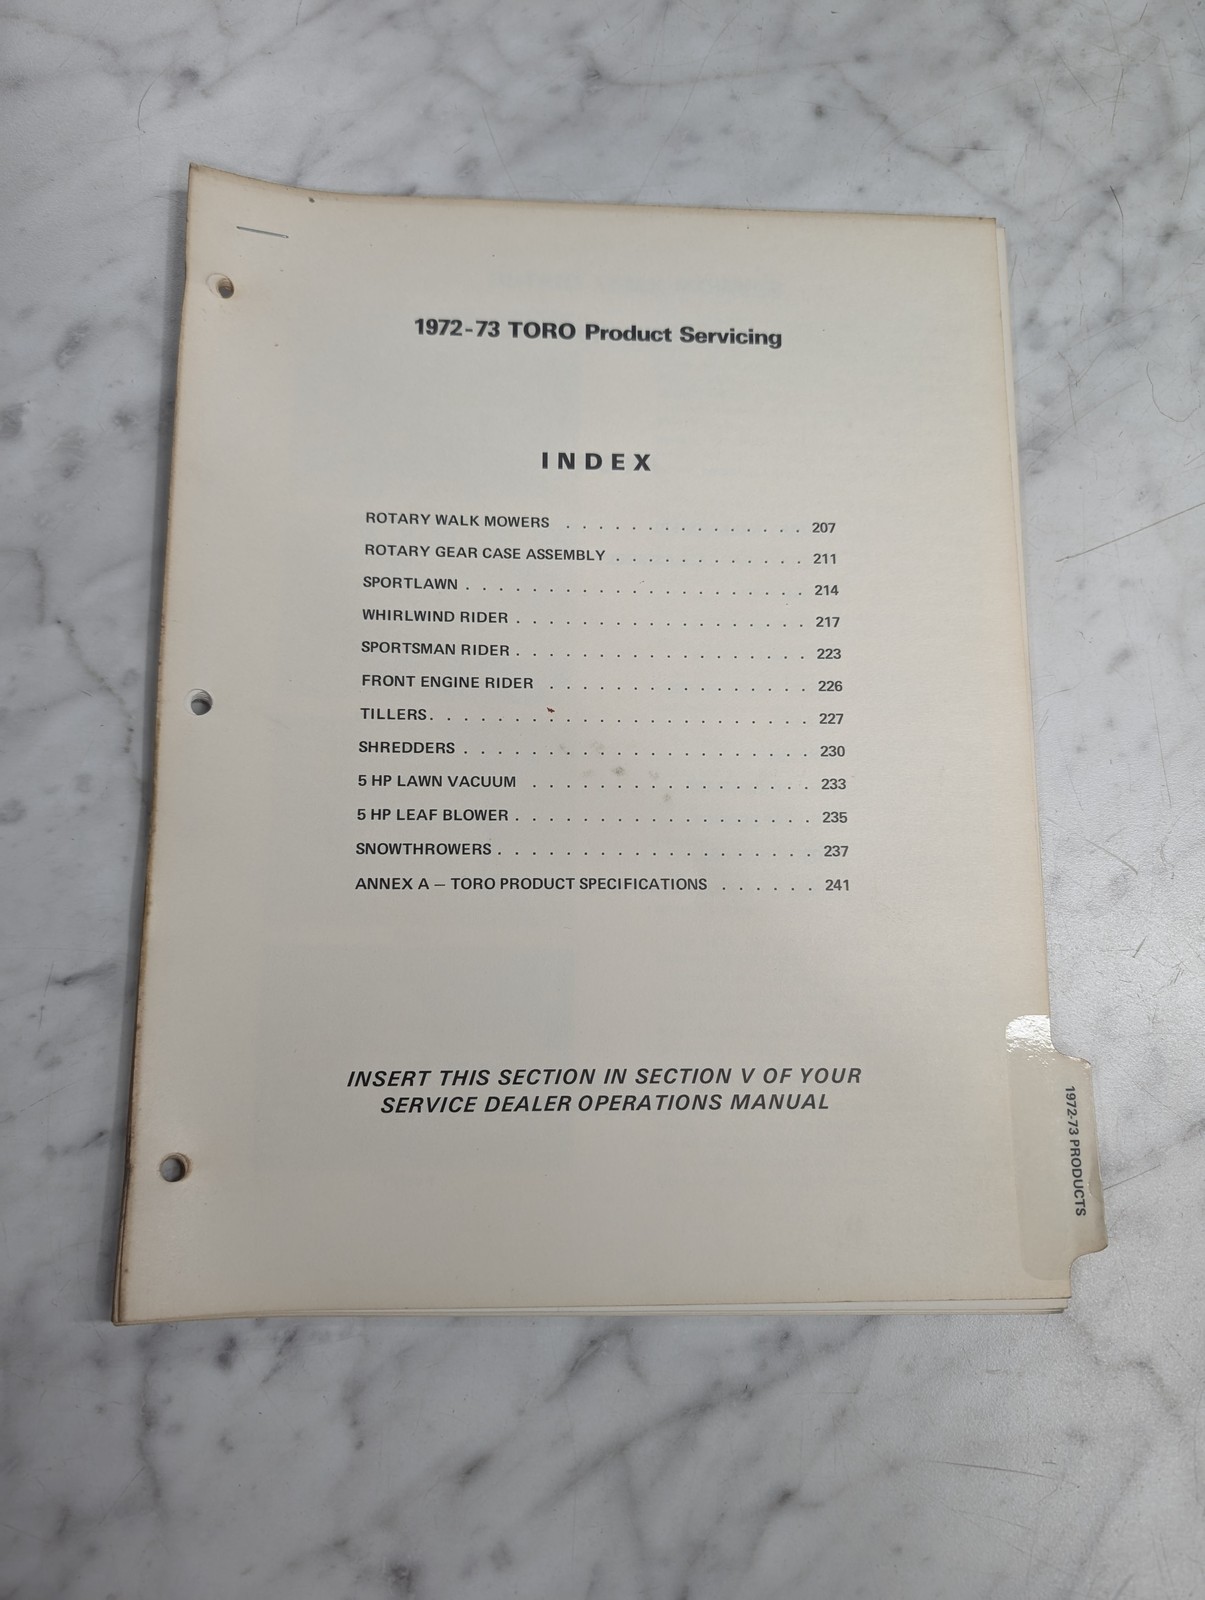 1972-73 TORO Product Servicing
INDEX
ROTARY WALK MOWERS . . . . . . . . . . . . . . . 207
ROTARY GEAR CASE ASSEMBLY . . . . . . . . . . . . 211
SPORTLAWN . . . . . . . . . . . . . . . . . . . . . 214
WHIRLWIND RIDER . . . . . . . . . . . . . . . . . . 217
SPORTSMAN RIDER . . . . . . . . . . . . . . . . . . 223
FRONT ENGINE RIDER . . . . . . . . . . . . . . . . 226
TILLERS. . . . . . . . . . . . . . . . . . . . . . . 227
SHREDDERS . . . . . . . . . . . . . . . . . . . . . 230
5 HP LAWN VACUUM . . . . . . . . . . . . . . . . . 233
5 HP LEAF BLOWER . . . . . . . . . . . . . . . . . . 235
SNOWTHROWERS . . . . . . . . . . . . . . . . . . . 237
ANNEX A – TORO PRODUCT SPECIFICATIONS . . . . . . 241
INSERT THIS SECTION IN SECTION V OF YOUR
SERVICE DEALER OPERATIONS MANUAL
1972-73 PRODUCTS